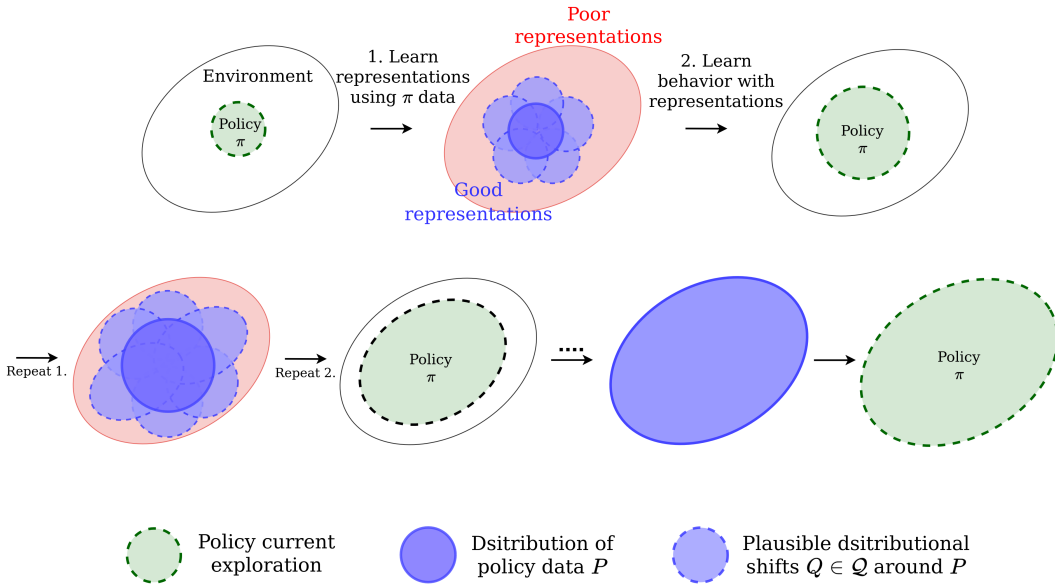 Poor
representations
1. Learn
representations
using π data
2. Learn
behavior with
representations
Environment
Policy
π
Policy
π
Good
representations
Policy
π
Policy
π
....
Repeat 1.
Repeat 2.
Policy current
exploration
Dsitribution of
policy data P
Plausible dsitributional
shifts Q ∈ 𝒬 around P